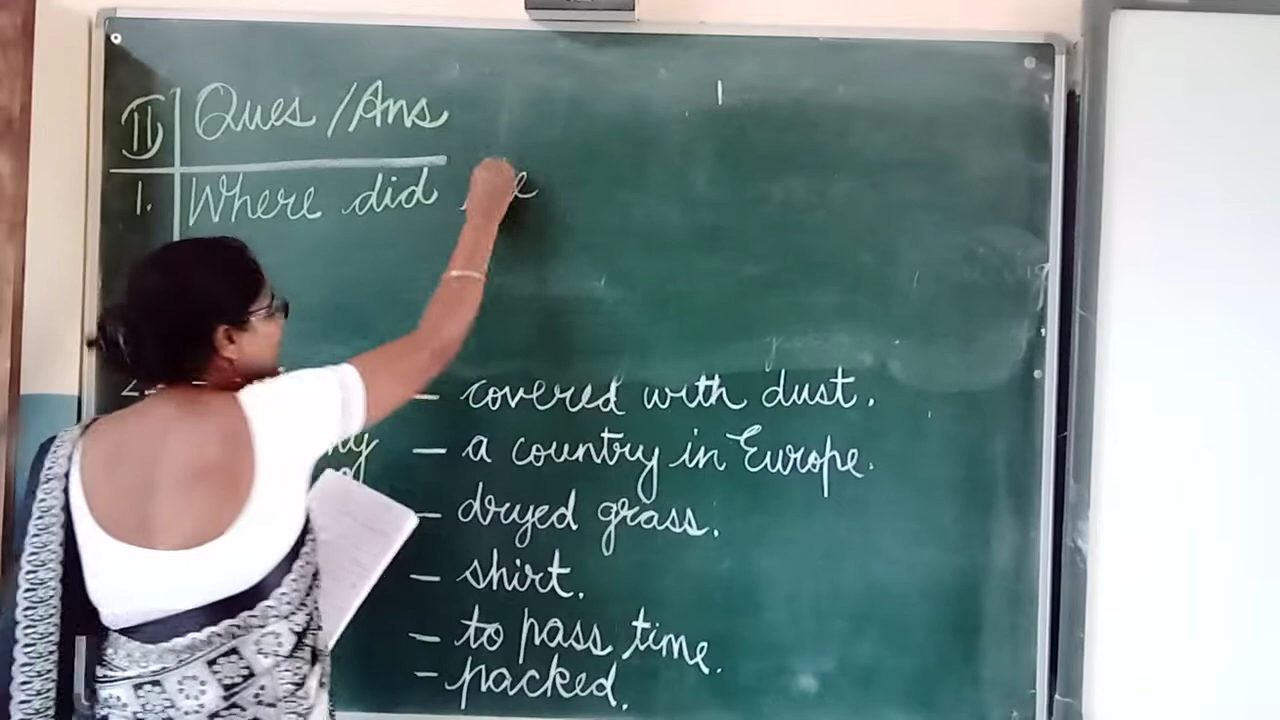 II Ques / Ans
1. Where did
— covered with dust.
— a country in Europe.
— dryed grass.
— shirt.
— to pass time.
- packed.